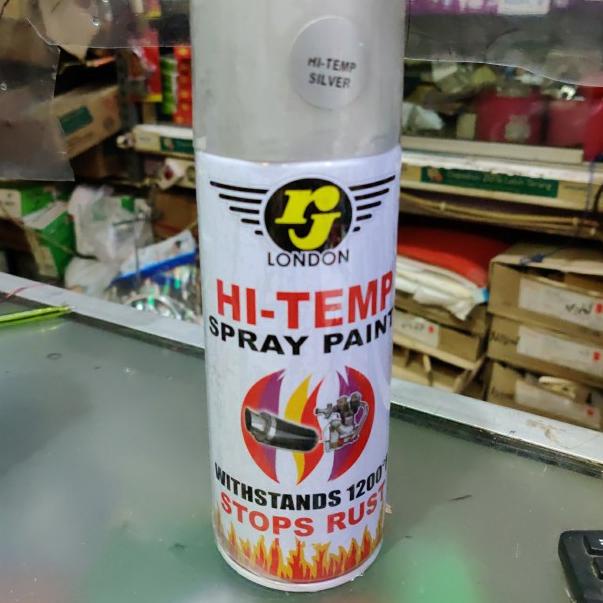 HI-TEMP
SILVER
rj
LONDON
HI-TEMP
SPRAY PAINT
WITHSTANDS 1200°F
STOPS RUST